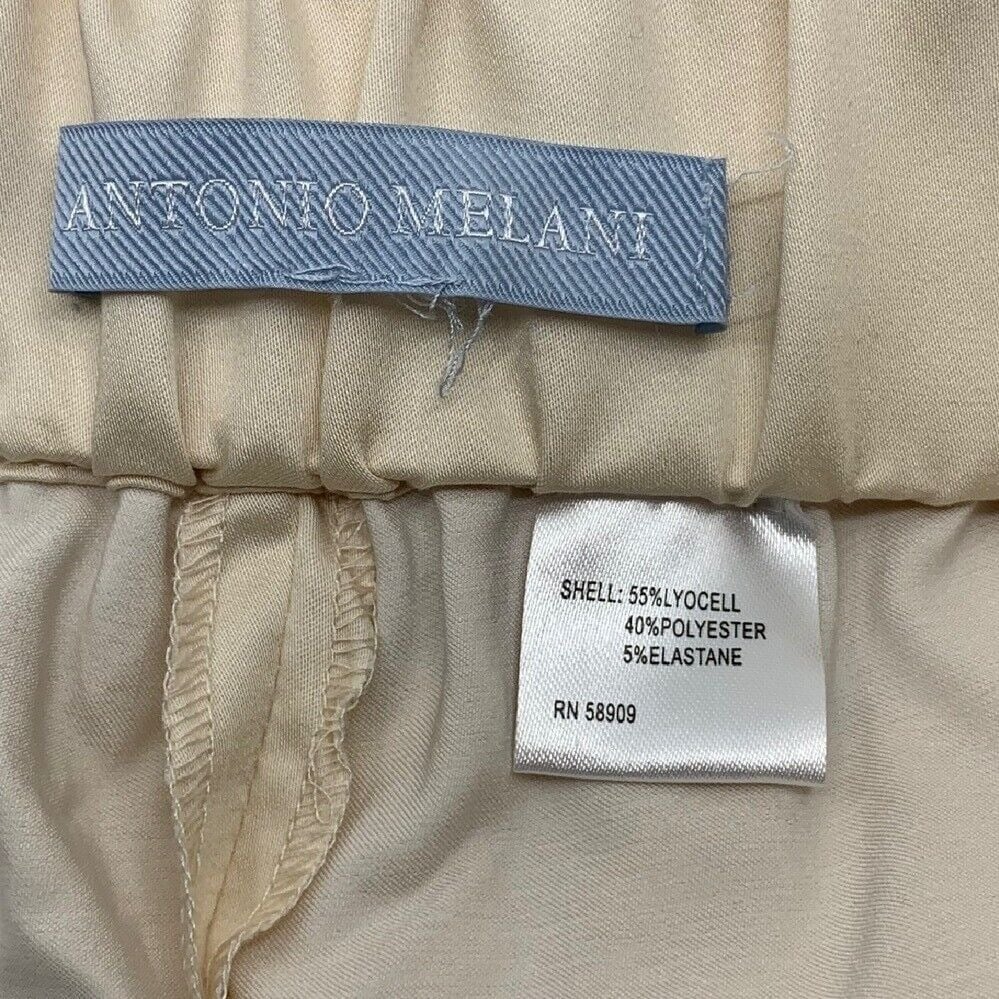 ANTONIO MELANI
SHELL: 55%LYOCELL
40%POLYESTER
5%ELASTANE
RN 58909